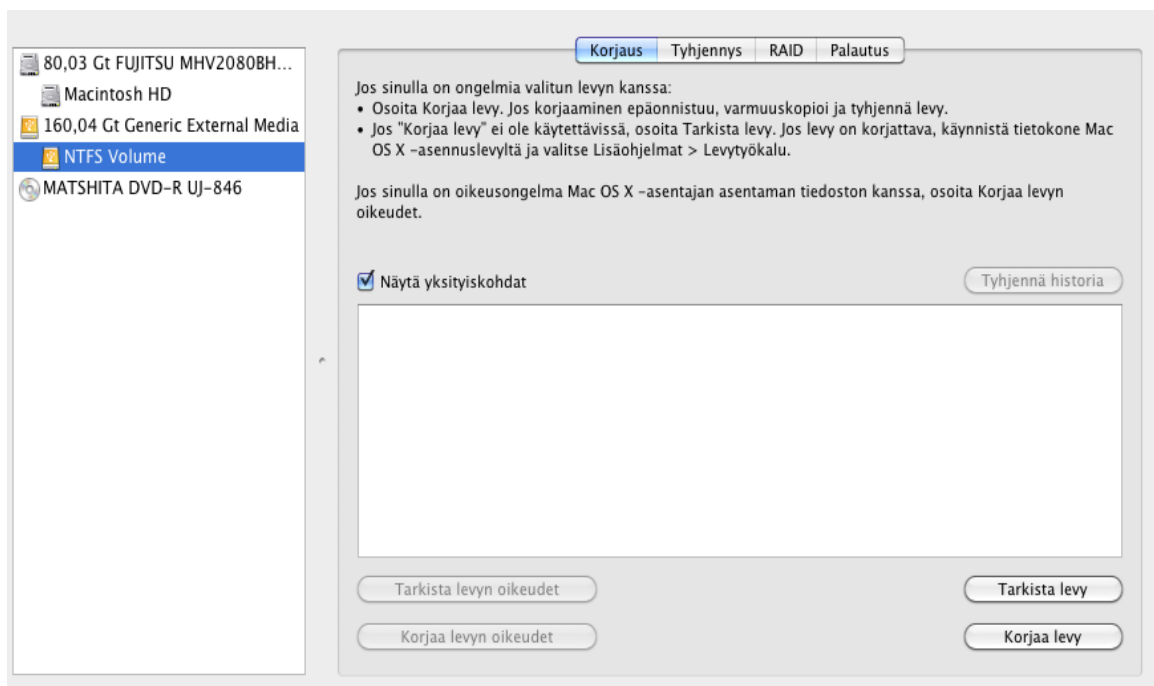 80,03 Gt FUJITSU MHV2080BH...
Macintosh HD
160,04 Gt Generic External Media
NTFS Volume
MATSHITA DVD-R UJ-846
Korjaus Tyhjennys RAID Palautus
Jos sinulla on ongelmia valitun levyn kanssa:
• Osoita Korjaa levy. Jos korjaaminen epäonnistuu, varmuuskopioi ja tyhjennä levy.
• Jos "Korjaa levy" ei ole käytettävissä, osoita Tarkista levy. Jos levy on korjattava, käynnistä tietokone Mac
OS X -asennuslevyltä ja valitse Lisäohjelmat > Levytyökalu.
Jos sinulla on oikeusongelma Mac OS X -asentajan asentaman tiedoston kanssa, osoita Korjaa levyn
oikeudet.
Näytä yksityiskohdat
Tyhjennä historia
Tarkista levyn oikeudet
Tarkista levy
Korjaa levyn oikeudet
Korjaa levy